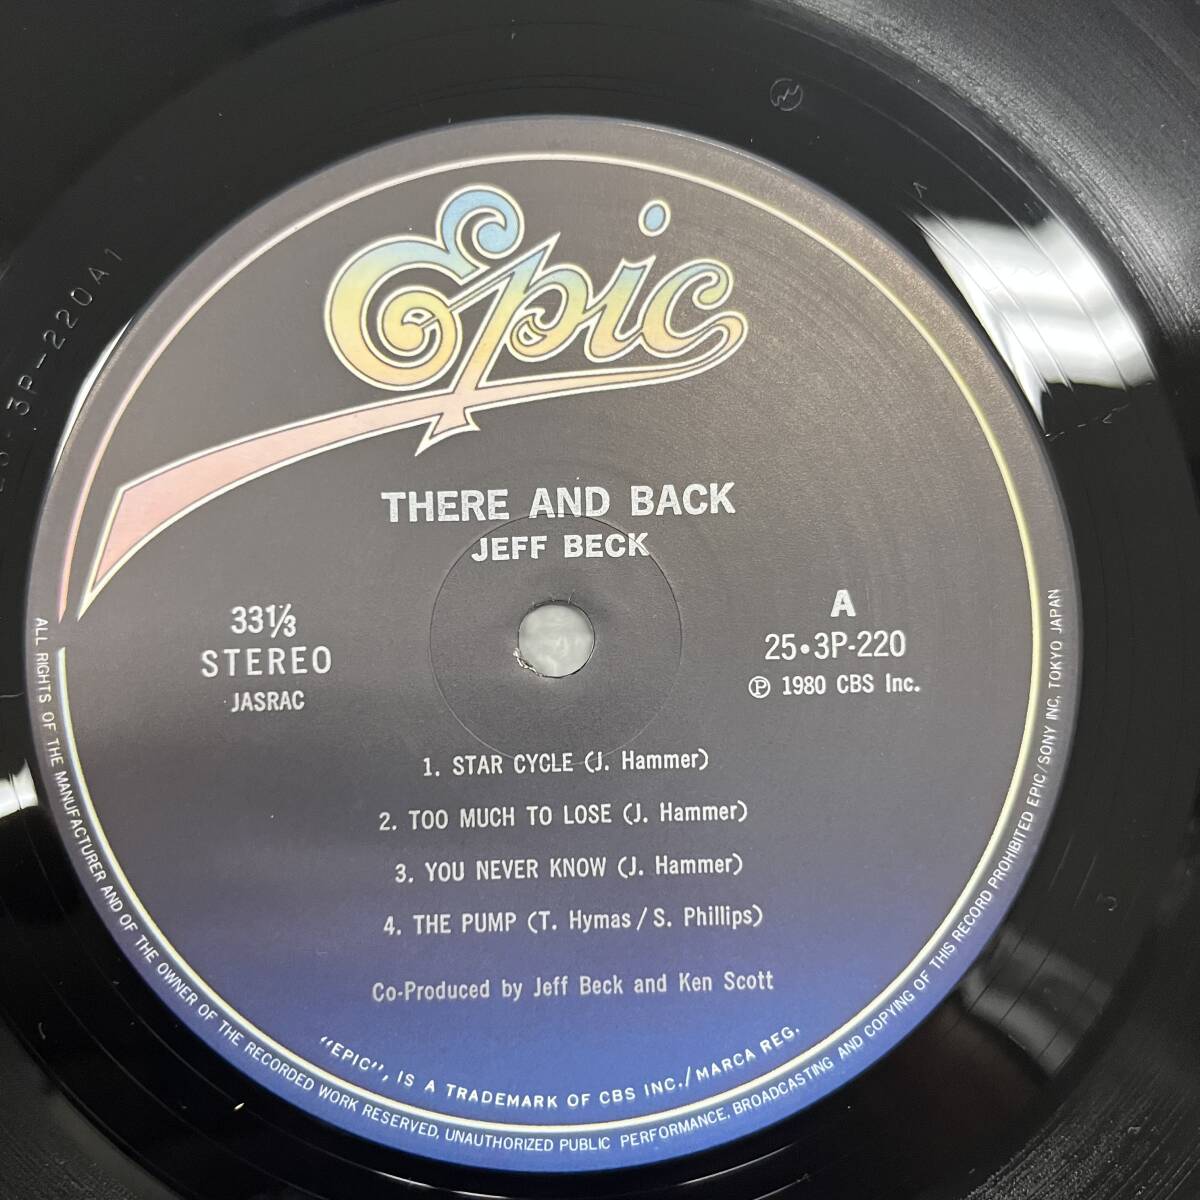 Epic
THERE AND BACK
JEFF BECK
33 1/3
STEREO
JASRAC
A
25•3P-220
Ⓟ 1980 CBS Inc.
1. STAR CYCLE (J. Hammer)
2. TOO MUCH TO LOSE (J. Hammer)
3. YOU NEVER KNOW (J. Hammer)
4. THE PUMP (T. Hymas / S. Phillips)
Co-Produced by Jeff Beck and Ken Scott
"EPIC", IS A TRADEMARK OF CBS INC./MARCA REG.
ALL RIGHTS OF THE MANUFACTURER AND OF THE OWNER OF THE RECORDED WORK RESERVED, UNAUTHORIZED PUBLIC PERFORMANCE, BROADCASTING AND COPYING OF THIS RECORD PROHIBITED EPIC/SONY INC, TOKYO JAPAN
3P-220A1
3